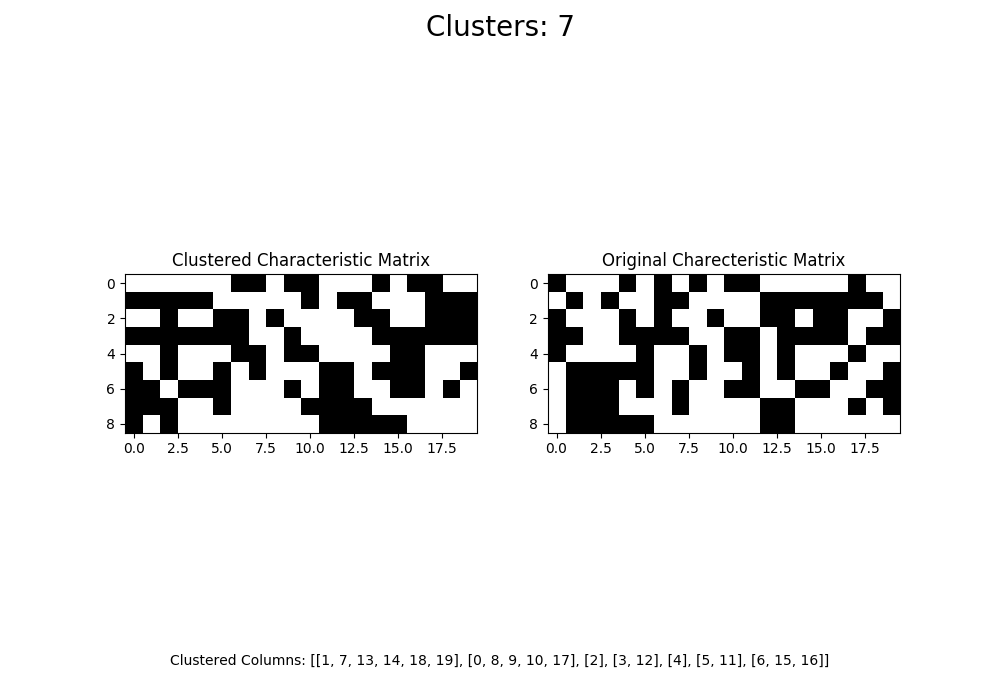 Clusters: 7
Clustered Characteristic Matrix
Original Charecteristic Matrix
0
2
4
6
8
0.0 2.5 5.0 7.5 10.0 12.5 15.0 17.5
0
2
4
6
8
0.0 2.5 5.0 7.5 10.0 12.5 15.0 17.5
Clustered Columns: [[1, 7, 13, 14, 18, 19], [0, 8, 9, 10, 17], [2], [3, 12], [4], [5, 11], [6, 15, 16]]